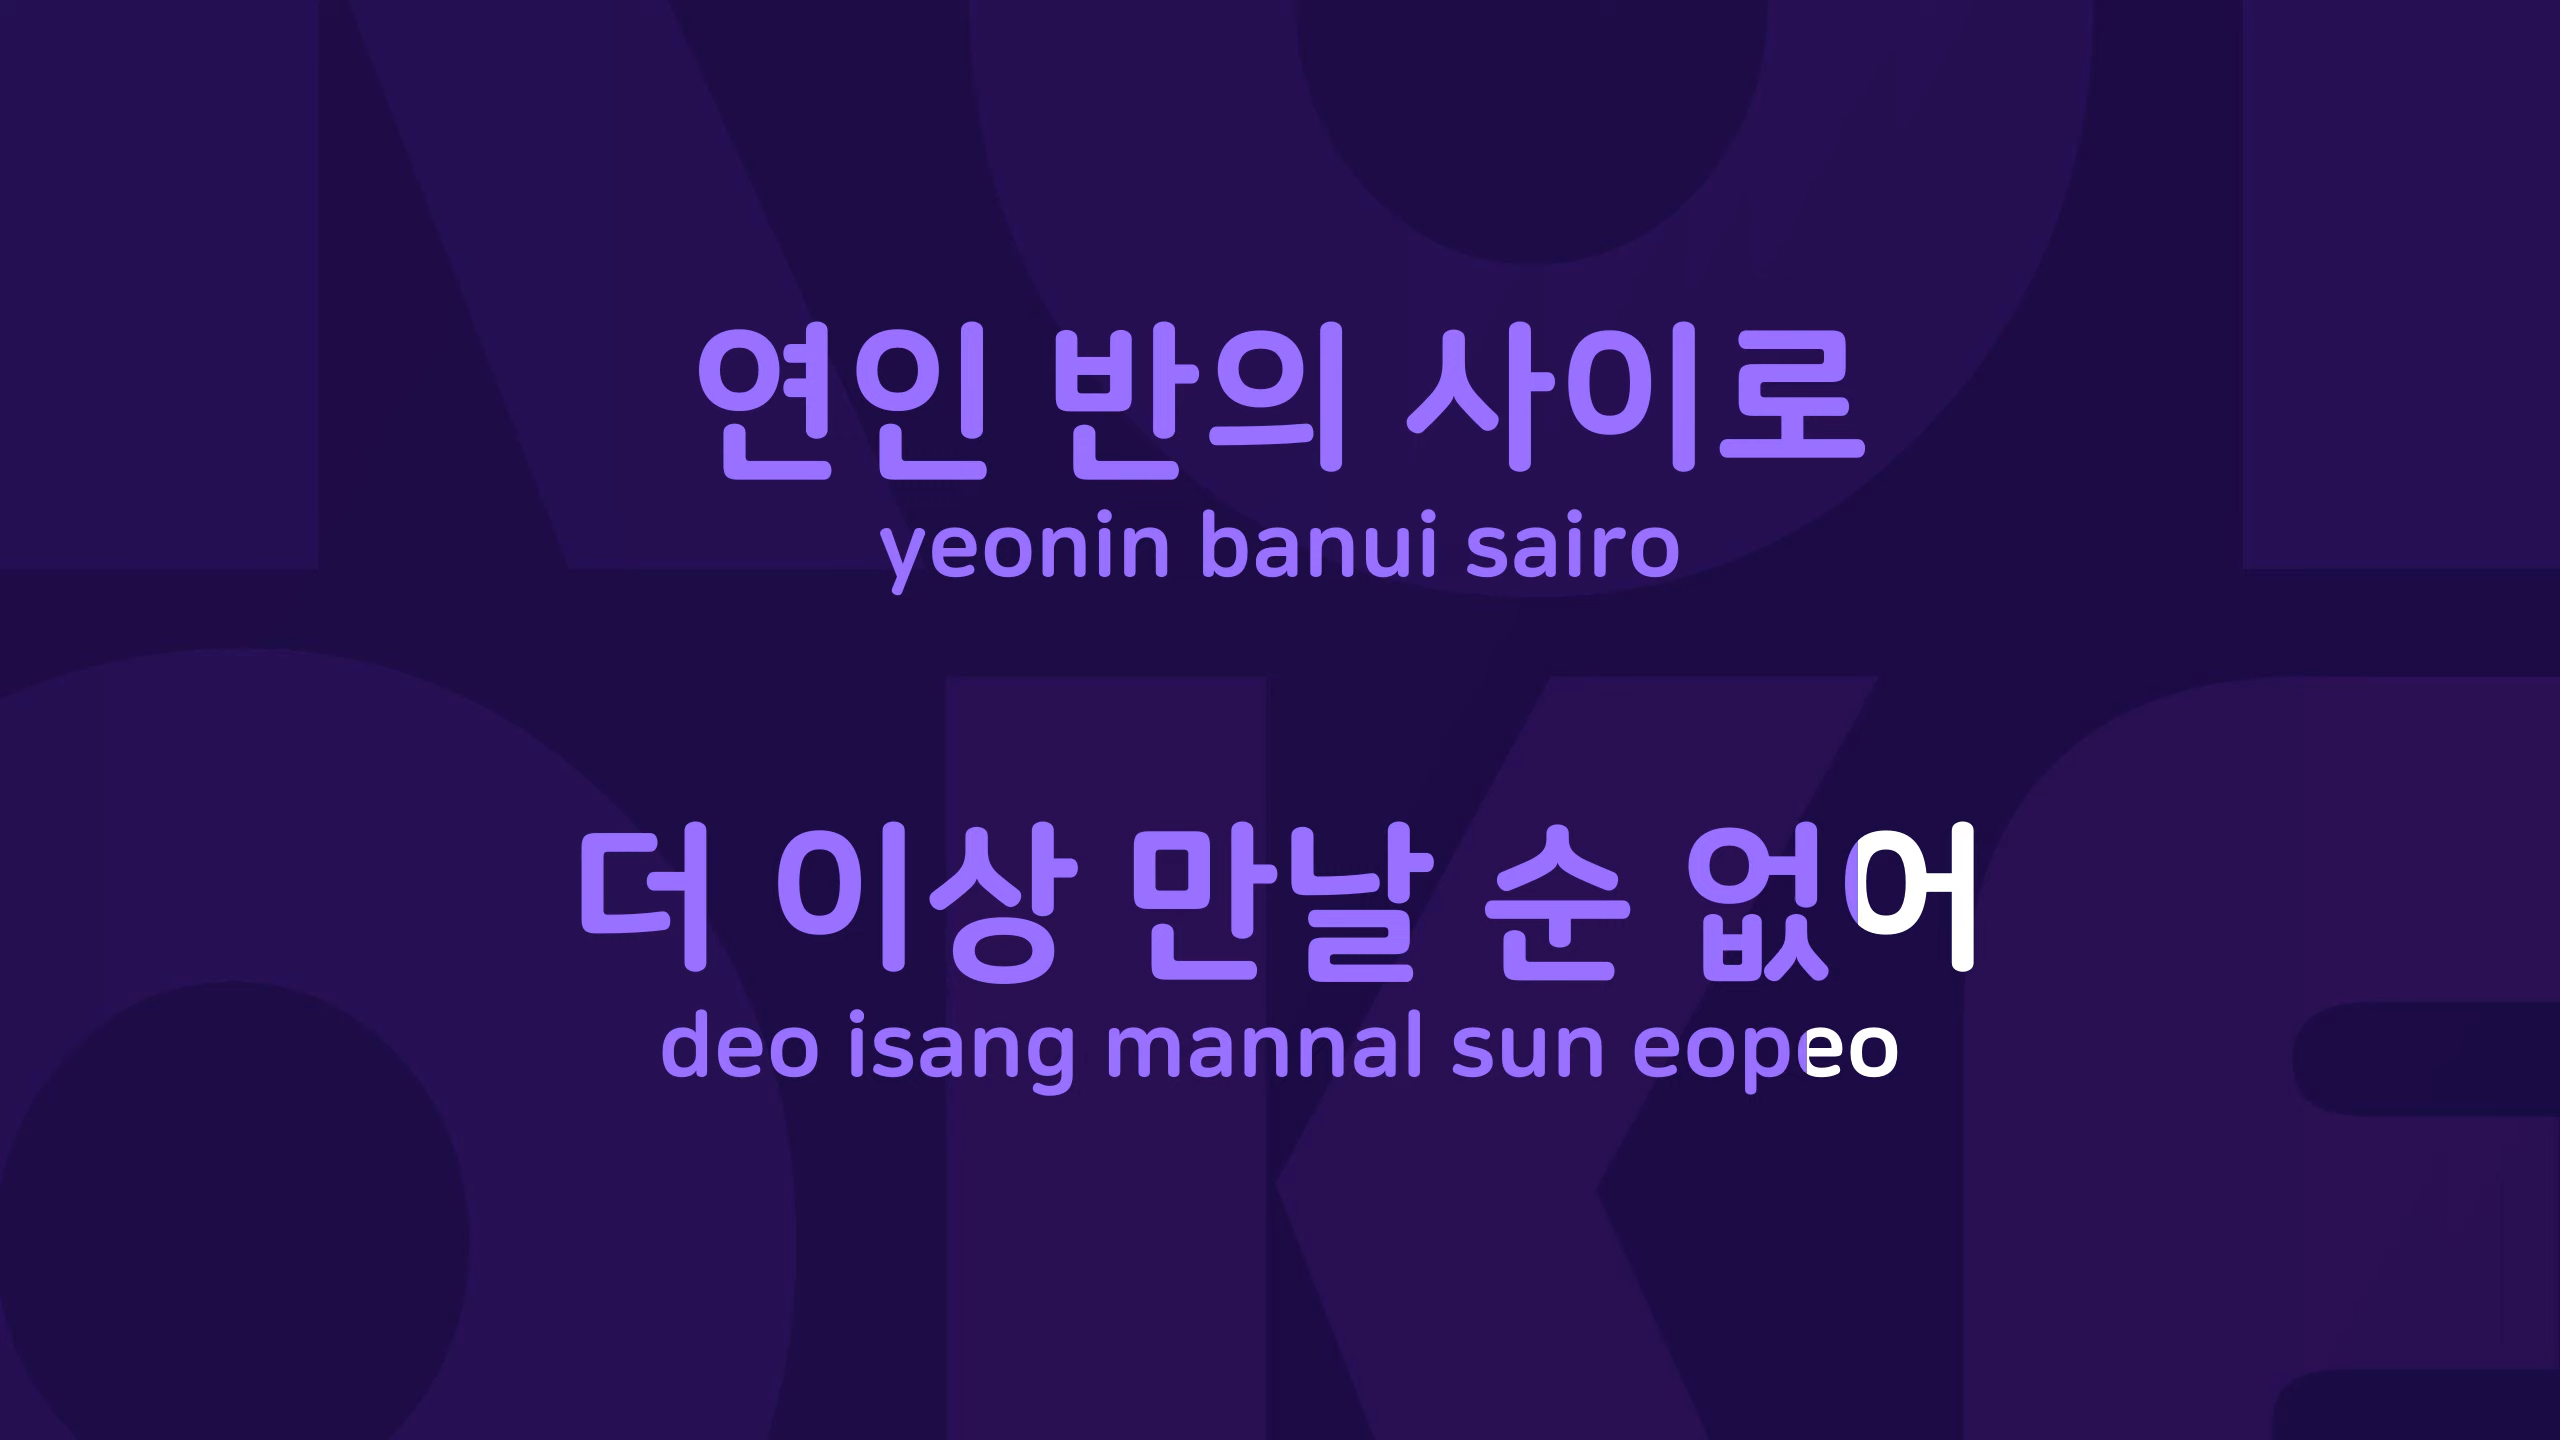 연인 반의 사이로
yeonin banui sairo
더 이상 만날 순 없어
deo isang mannal sun eopeo